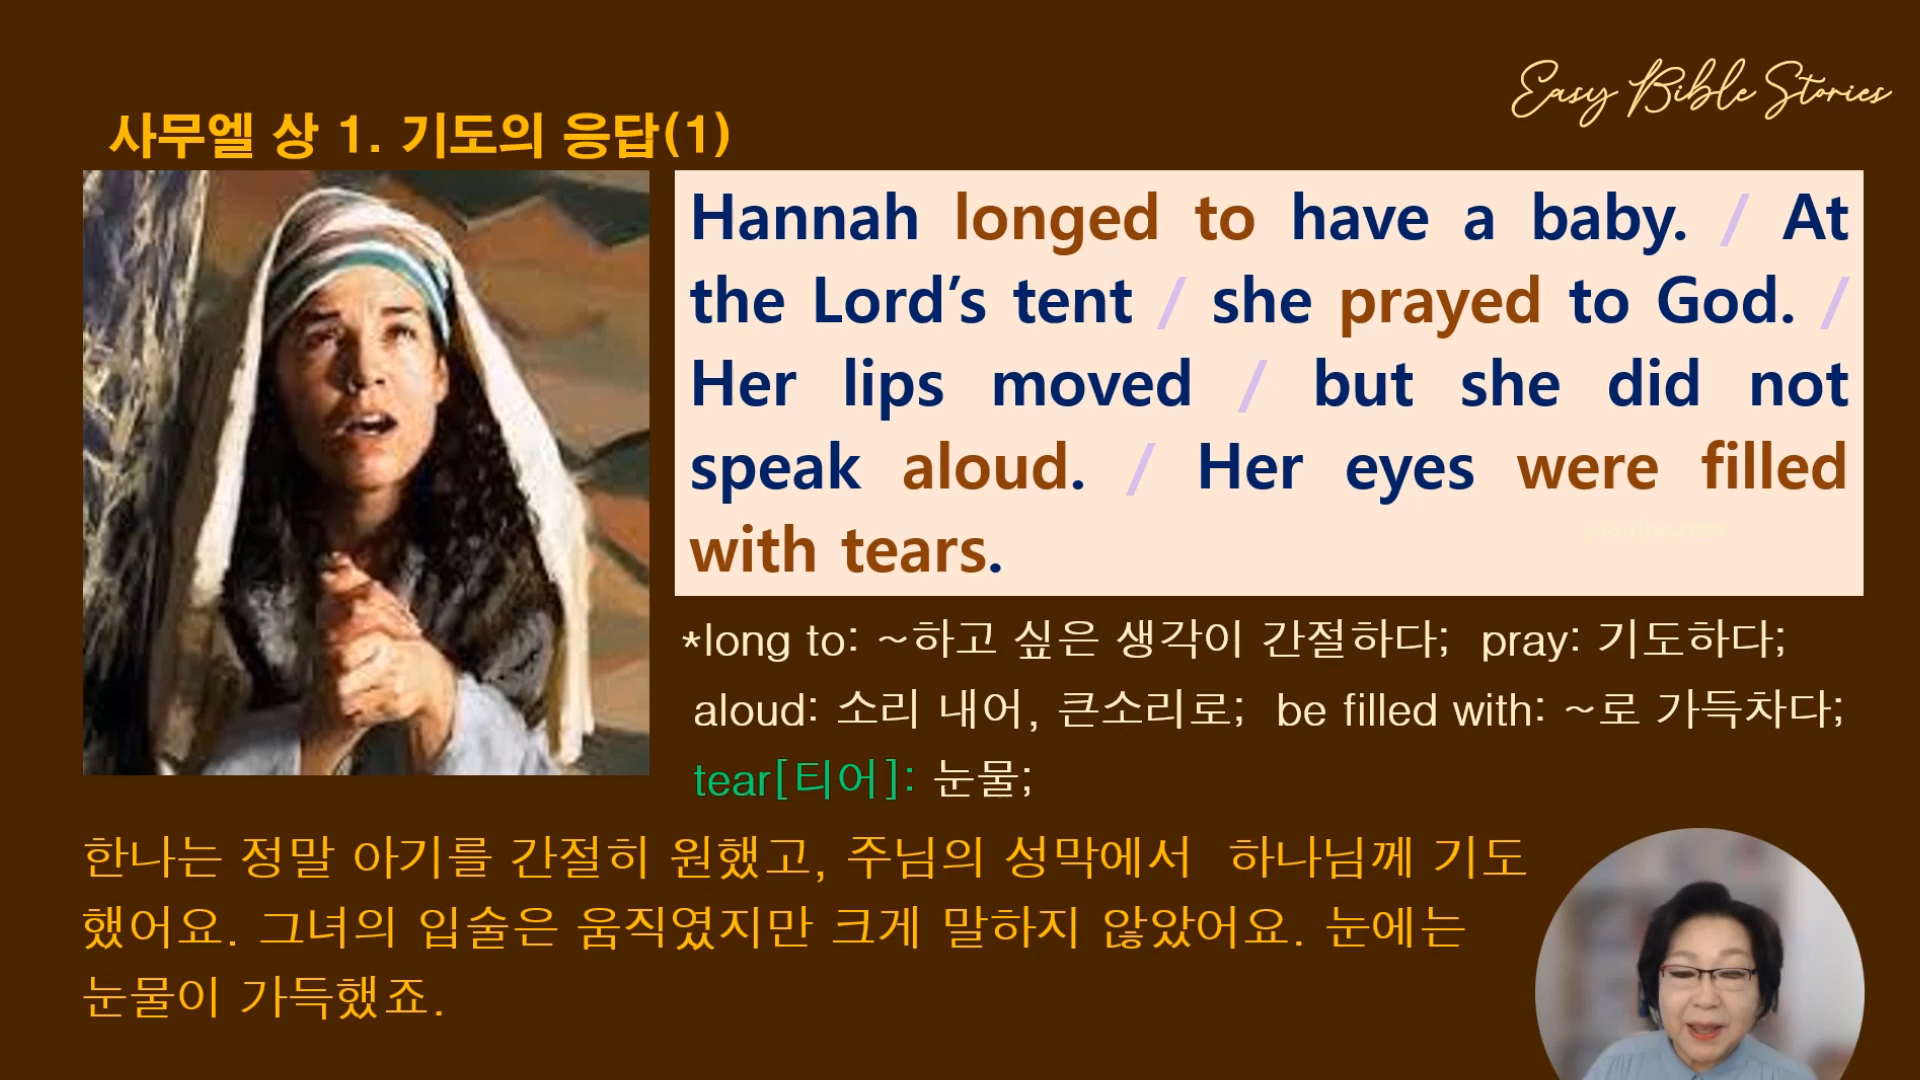 Easy Bible Stories
사무엘 상 1. 기도의 응답(1)
Hannah longed to have a baby. / At
the Lord’s tent / she prayed to God. /
Her lips moved / but she did not
speak aloud. / Her eyes were filled
with tears.
*long to: ~하고 싶은 생각이 간절하다; pray: 기도하다;
aloud: 소리 내어, 큰소리로; be filled with: ~로 가득차다;
tear[티어]: 눈물;
한나는 정말 아기를 간절히 원했고, 주님의 성막에서 하나님께 기도
했어요. 그녀의 입술은 움직였지만 크게 말하지 않았어요. 눈에는
눈물이 가득했죠.